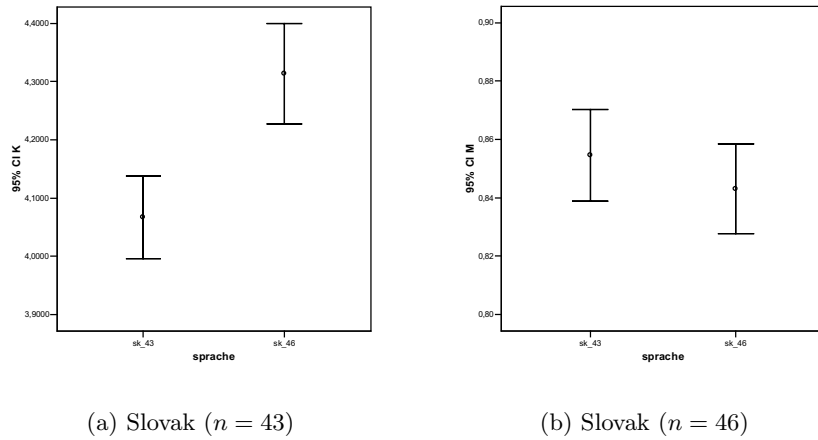 4,4000
4,3000
4,2000
4,1000
4,0000
3,9000
95% CI K
sk_43
sk_46
sprache
0,90
0,88
0,86
0,84
0,82
0,80
95% CI M
sk_43
sk_46
sprache
(a) Slovak (n = 43)
(b) Slovak (n = 46)